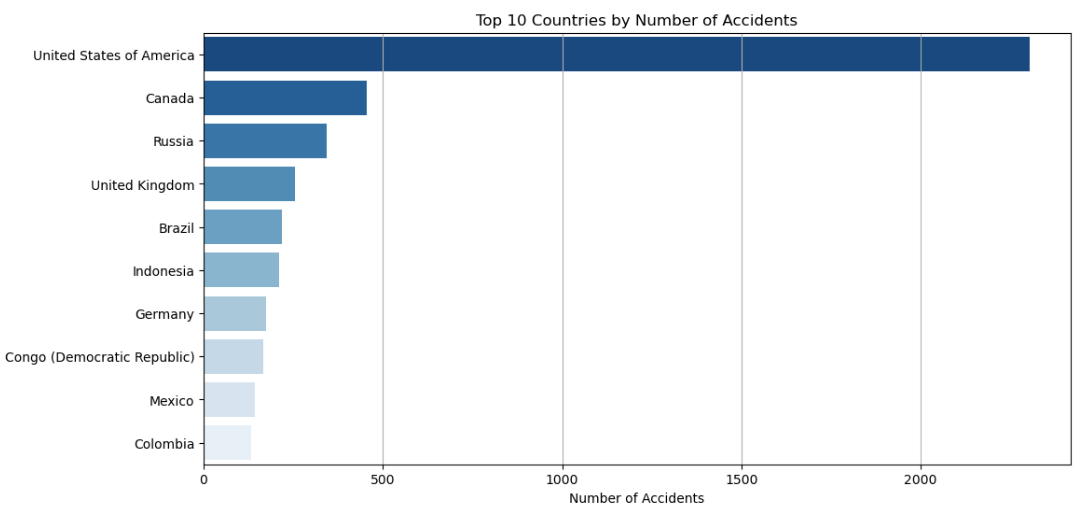 Top 10 Countries by Number of Accidents
United States of America
Canada
Russia
United Kingdom
Brazil
Indonesia
Germany
Congo (Democratic Republic)
Mexico
Colombia
0 500 1000 1500 2000
Number of Accidents